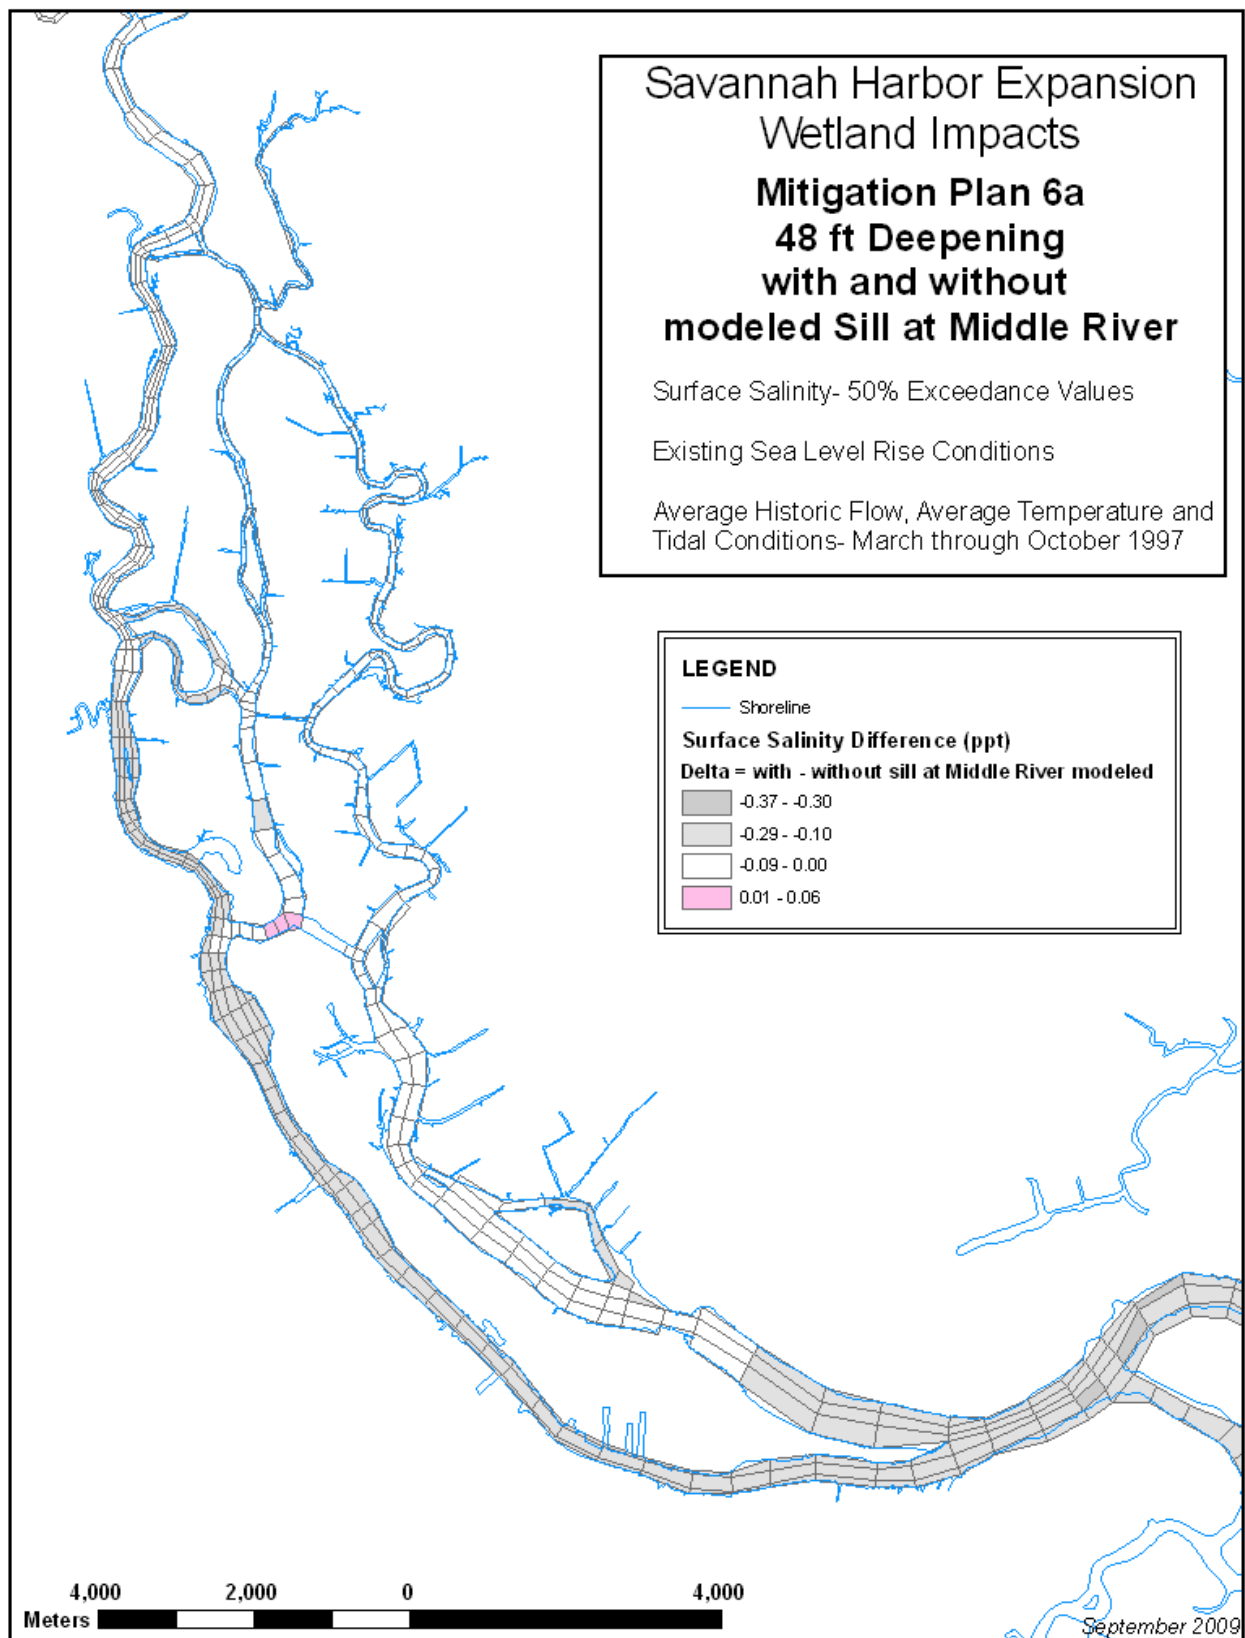 Savannah Harbor Expansion
Wetland Impacts
Mitigation Plan 6a
48 ft Deepening
with and without
modeled Sill at Middle River
Surface Salinity- 50% Exceedance Values
Existing Sea Level Rise Conditions
Average Historic Flow, Average Temperature and
Tidal Conditions- March through October 1997
LEGEND
Shoreline
Surface Salinity Difference (ppt)
Delta = with - without sill at Middle River modeled
-0.37 - -0.30
-0.29 - -0.10
-0.09 - 0.00
0.01 - 0.06
4,000 2,000 0 4,000
Meters
September 2009